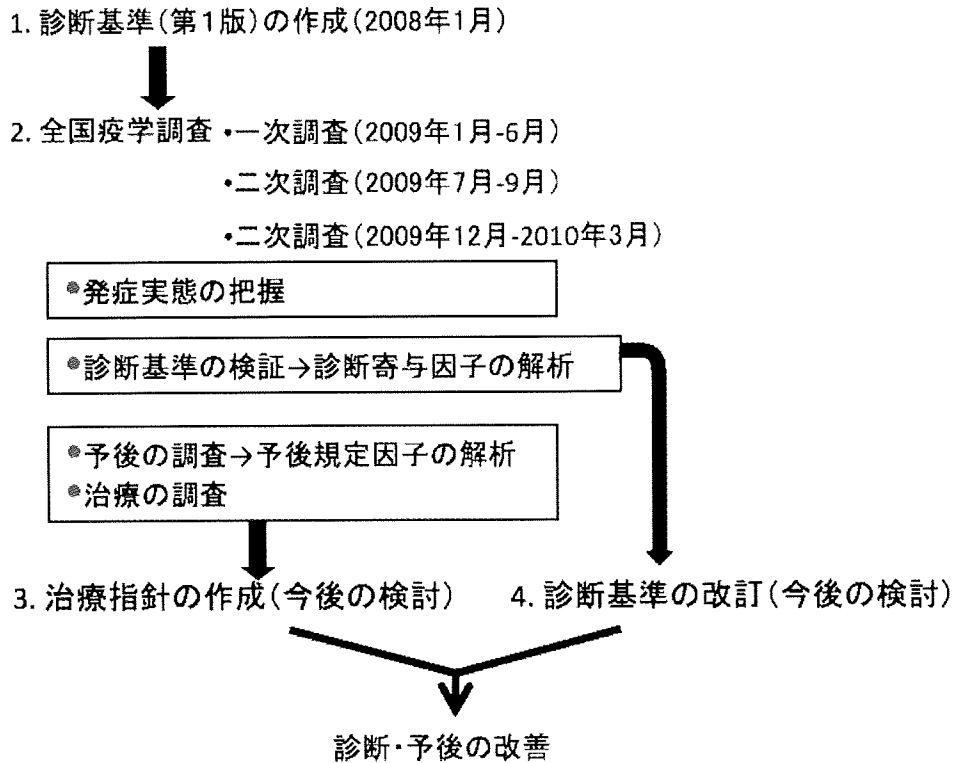 1. 診断基準(第1版)の作成(2008年1月)
2. 全国疫学調査 ・一次調査(2009年1月-6月)
・二次調査(2009年7月-9月)
・二次調査(2009年12月-2010年3月)
●発症実態の把握
●診断基準の検証→診断寄与因子の解析
●予後の調査→予後規定因子の解析
●治療の調査
3. 治療指針の作成(今後の検討) 4. 診断基準の改訂(今後の検討)
診断・予後の改善